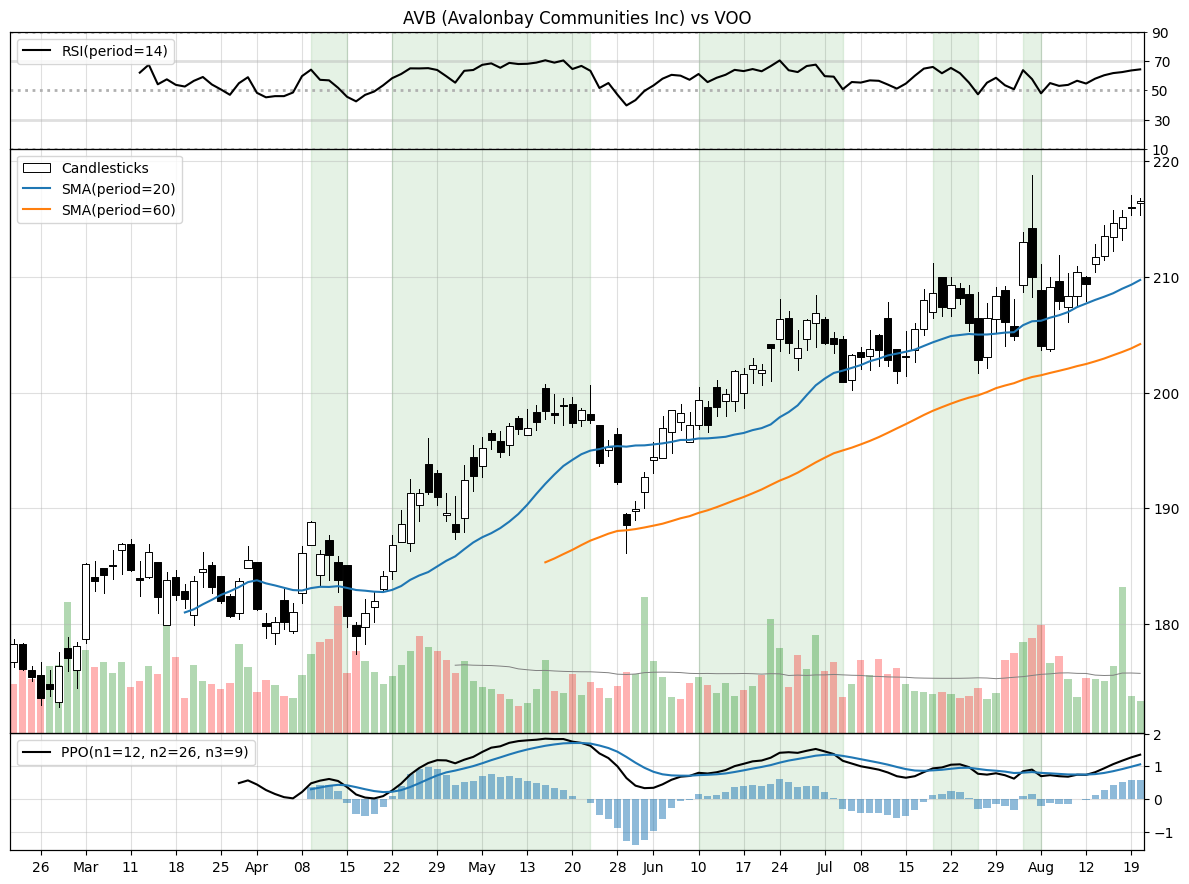 AVB (Avalonbay Communities Inc) vs VOO
RSI(period=14)
90
70
50
30
10
Candlesticks
SMA(period=20)
SMA(period=60)
220
210
200
190
180
PPO(n1=12, n2=26, n3=9)
2
1
0
−1
26 Mar 11 18 25 Apr 08 15 22 29 May 13 20 28 Jun 10 17 24 Jul 08 15 22 29 Aug 12 19